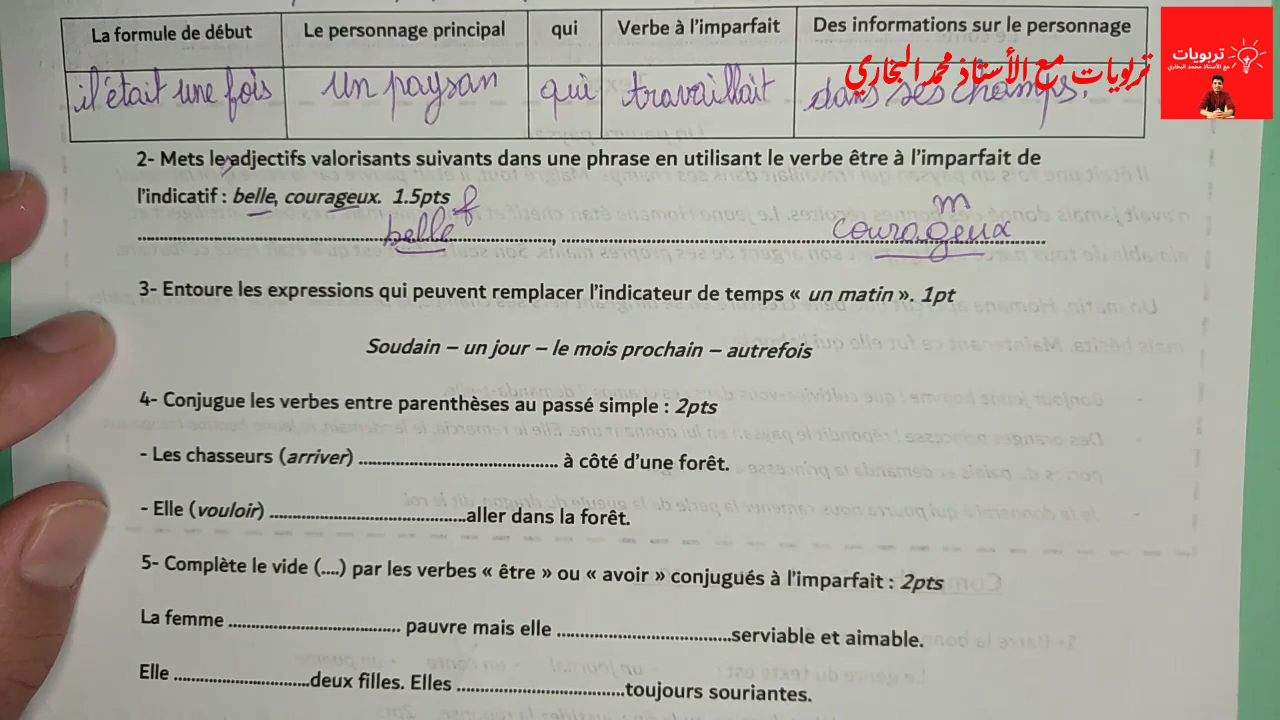 La formule de début Le personnage principal qui Verbe à l'imparfait Des informations sur le personnage
تربويات مع الأستاذ محمد البخاري
تربويات
مع الأستاذ محمد البخاري
il était une fois un paysan qui travaillait dans ses champs.
2- Mets les adjectifs valorisants suivants dans une phrase en utilisant le verbe être à l'imparfait de
l'indicatif : belle, courageux. 1.5pts
f m
belle, courageux
3- Entoure les expressions qui peuvent remplacer l'indicateur de temps « un matin ». 1pt
Soudain – un jour – le mois prochain – autrefois
4- Conjugue les verbes entre parenthèses au passé simple : 2pts
- Les chasseurs (arriver) .................................................. à côté d'une forêt.
- Elle (vouloir) .................................................aller dans la forêt.
5- Complète le vide (....) par les verbes « être » ou « avoir » conjugués à l'imparfait : 2pts
La femme ........................................... pauvre mais elle ............................................serviable et aimable.
Elle ..................................deux filles. Elles ..........................................toujours souriantes.